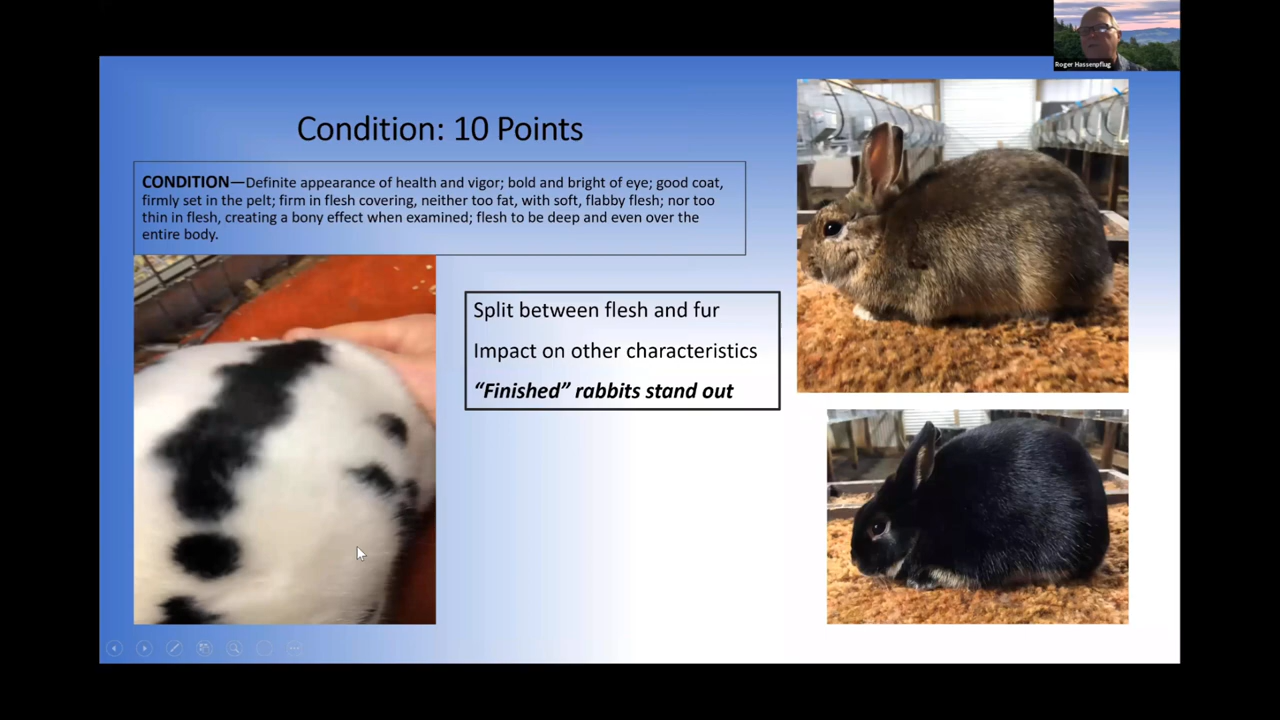 Roger Hassenpflug
Condition: 10 Points
CONDITION—Definite appearance of health and vigor; bold and bright of eye; good coat,
firmly set in the pelt; firm in flesh covering, neither too fat, with soft, flabby flesh; nor too
thin in flesh, creating a bony effect when examined; flesh to be deep and even over the
entire body.
Split between flesh and fur
Impact on other characteristics
“Finished” rabbits stand out